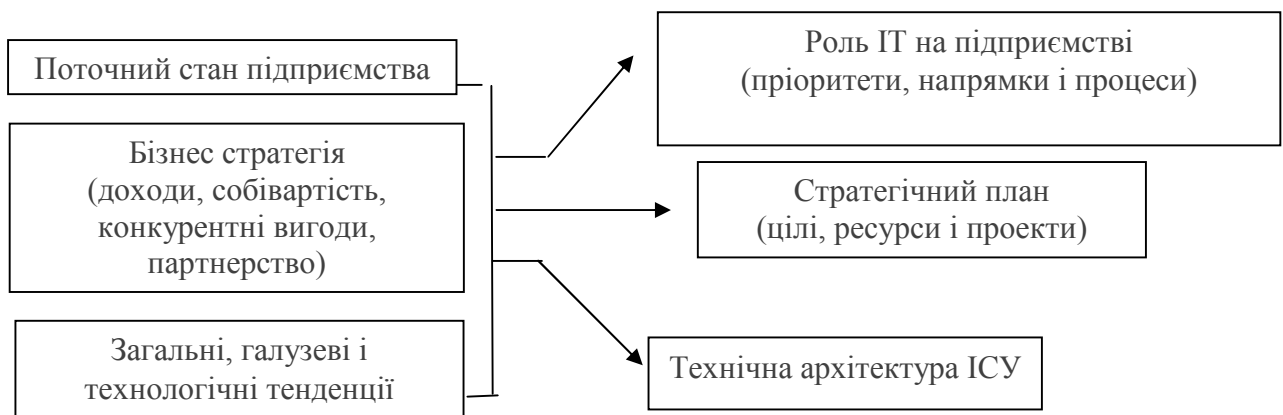 Поточний стан підприємства
Бізнес стратегія
(доходи, собівартість,
конкурентні вигоди,
партнерство)
Загальні, галузеві і
технологічні тенденції
Роль ІТ на підприємстві
(пріоритети, напрямки і процеси)
Стратегічний план
(цілі, ресурси і проекти)
Технічна архітектура ІСУ